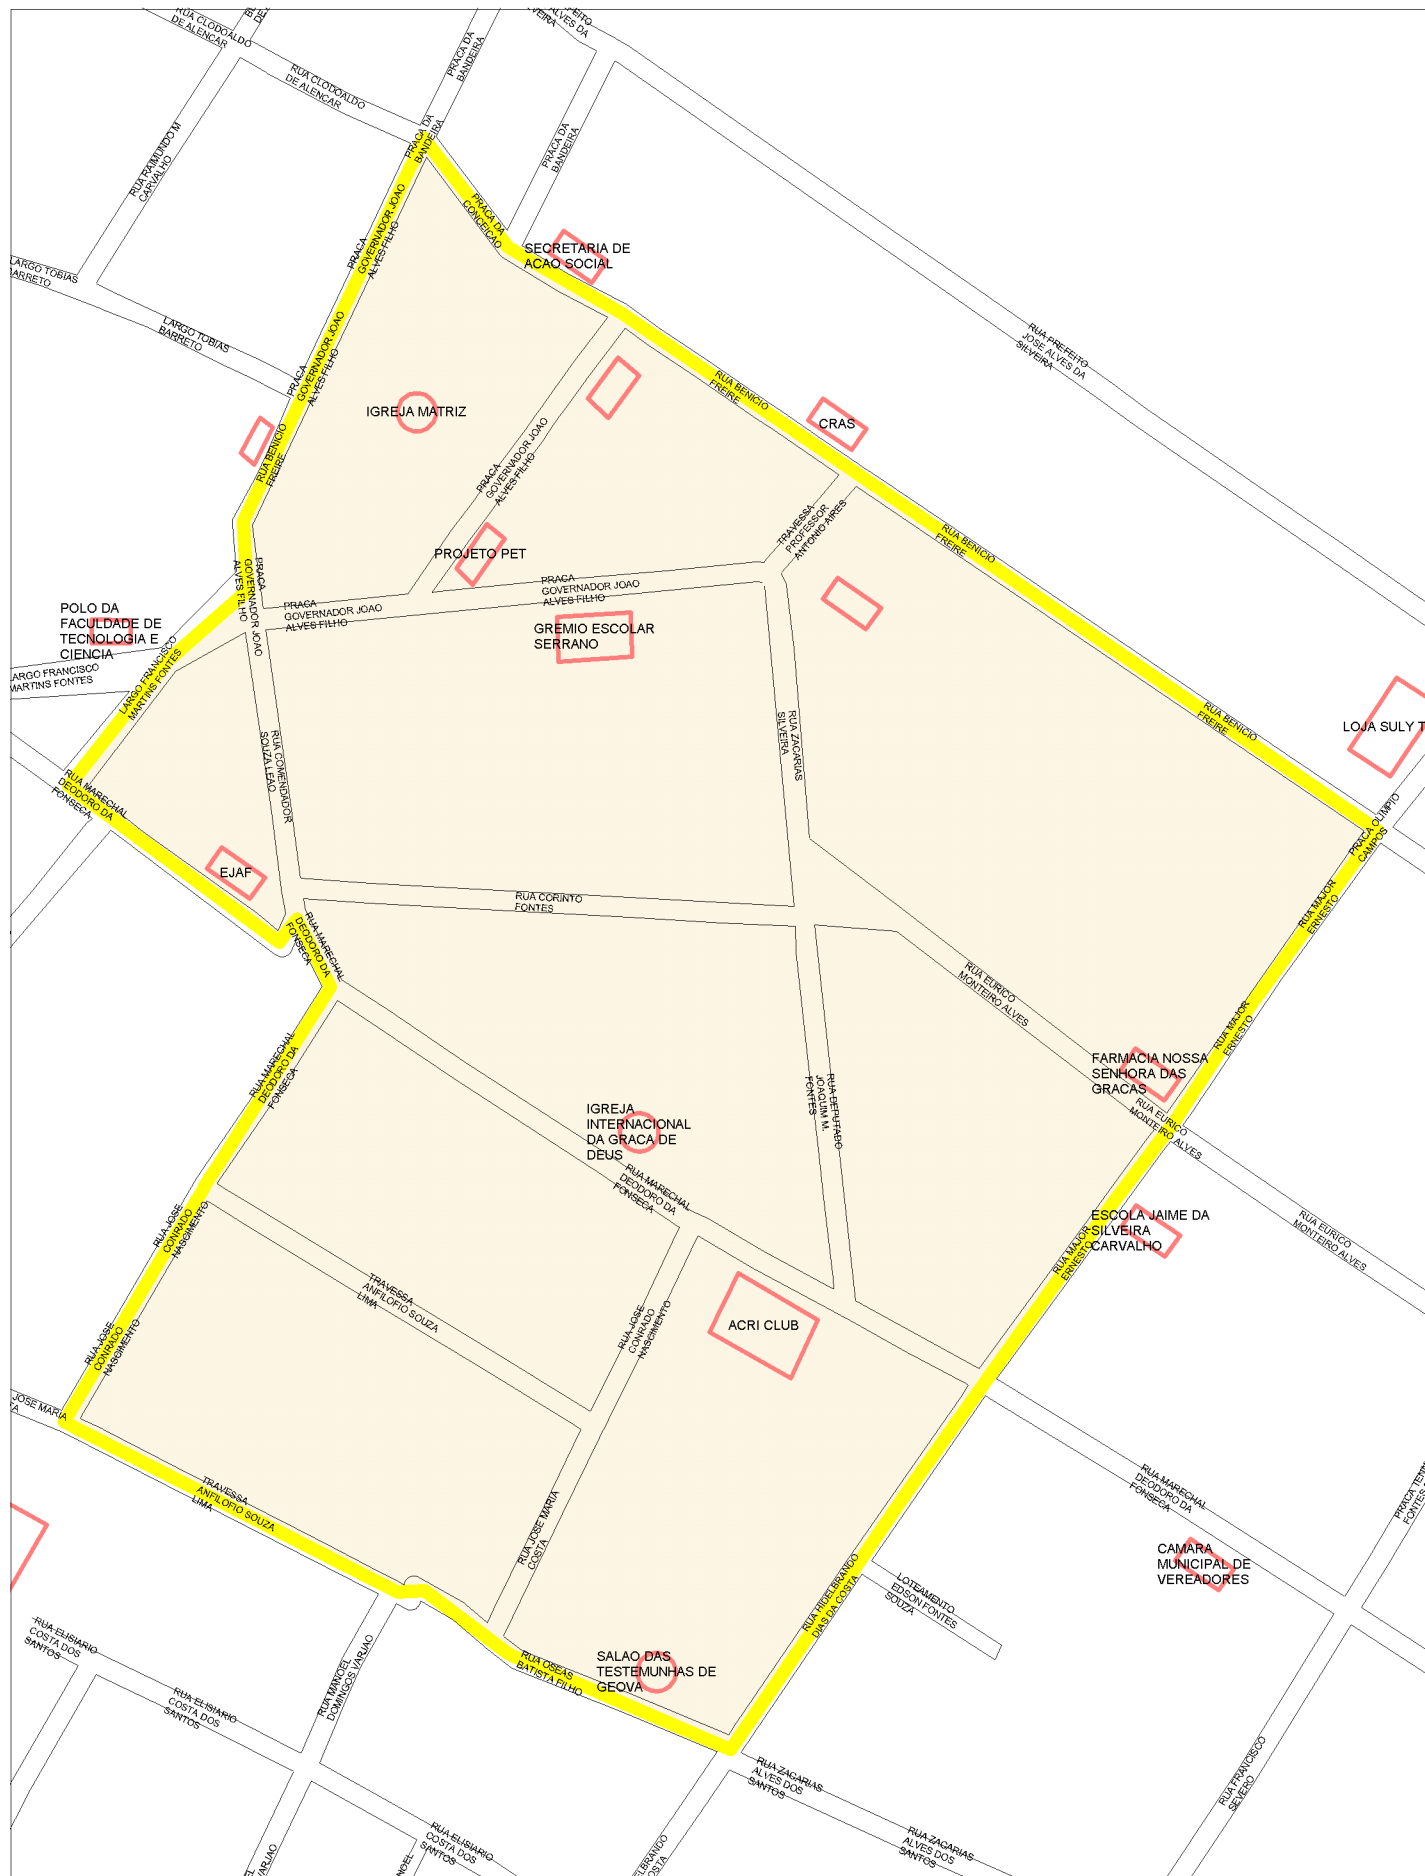 RUA CLODOALDO
DE ALENCAR
RUA CLODOALDO
DE ALENCAR
PRACA DA
BANDEIRA
PRACA DA
BANDEIRA
PRACA DA
BANDEIRA
RUA RAIMUNDO M
CARVALHO
PRACA DA
CONCEICAO
SECRETARIA DE
ACAO SOCIAL
PRACA
GOVERNADOR JOAO
ALVES FILHO
LARGO TOBIAS
BARRETO
LARGO TOBIAS
BARRETO
PRACA
GOVERNADOR JOAO
ALVES FILHO
RUA PREFEITO
JOSE ALVES DA
SILVEIRA
RUA BENICIO
FREIRE
IGREJA MATRIZ
CRAS
RUA BENICIO
FREIRE
PRACA
GOVERNADOR JOAO
ALVES FILHO
TRAVESSA
PROFESSOR
ANTONIO AIRES
RUA BENICIO
FREIRE
PROJETO PET
PRACA
GOVERNADOR JOAO
ALVES FILHO
PRACA
GOVERNADOR JOAO
ALVES FILHO
PRACA
GOVERNADOR JOAO
ALVES FILHO
POLO DA
FACULDADE DE
TECNOLOGIA E
CIENCIA
GREMIO ESCOLAR
SERRANO
LARGO FRANCISCO
MARTINS FONTES
LARGO FRANCISCO
MARTINS FONTES
RUA BENICIO
FREIRE
LOJA SULY T
RUA ZACARIAS
SILVEIRA
RUA COMENDADOR
SOUZA LEAO
RUA MARECHAL
DEODORO DA
FONSECA
PRACA OLIMPIO
CAMPOS
EJAF
RUA CORINTO
FONTES
RUA MAJOR
ERNESTO
RUA MARECHAL
DEODORO DA
FONSECA
RUA EURICO
MONTEIRO ALVES
RUA MAJOR
ERNESTO
RUA MARECHAL
DEODORO DA
FONSECA
FARMACIA NOSSA
SENHORA DAS
GRACAS
RUA DEPUTADO
JOAQUIM M.
FONTES
IGREJA
INTERNACIONAL
DA GRACA DE
DEUS
RUA EURICO
MONTEIRO ALVES
RUA MARECHAL
DEODORO DA
FONSECA
RUA JOSE
CONRADO
NASCIMENTO
ESCOLA JAIME DA
SILVEIRA
CARVALHO
RUA EURICO
MONTEIRO ALVES
RUA MAJOR
ERNESTO
TRAVESSA
ANFILOFIO SOUZA
LIMA
RUA JOSE
CONRADO
NASCIMENTO
ACRI CLUB
RUA JOSE
CONRADO
NASCIMENTO
JOSE MARIA
TRAVESSA
ANFILOFIO SOUZA
LIMA
RUA JOSE MARIA
COSTA
RUA MARECHAL
DEODORO DA
FONSECA
CAMARA
MUNICIPAL DE
VEREADORES
LOTEAMENTO
EDSON FONTES
SOUZA
RUA HIDELBRANDO
DIAS DA COSTA
RUA ELISIARIO
COSTA DOS
SANTOS
RUA OSEAS
BATISTA FILHO
SALAO DAS
TESTEMUNHAS DE
GEOVA
RUA MANOEL
DOMINGOS VARJAO
RUA ELISIARIO
COSTA DOS
SANTOS
RUA ZACARIAS
ALVES DOS
SANTOS
RUA FRANCISCO
SEVERO
RUA ELISIARIO
COSTA DOS
SANTOS
RUA ZACARIAS
ALVES DOS
SANTOS